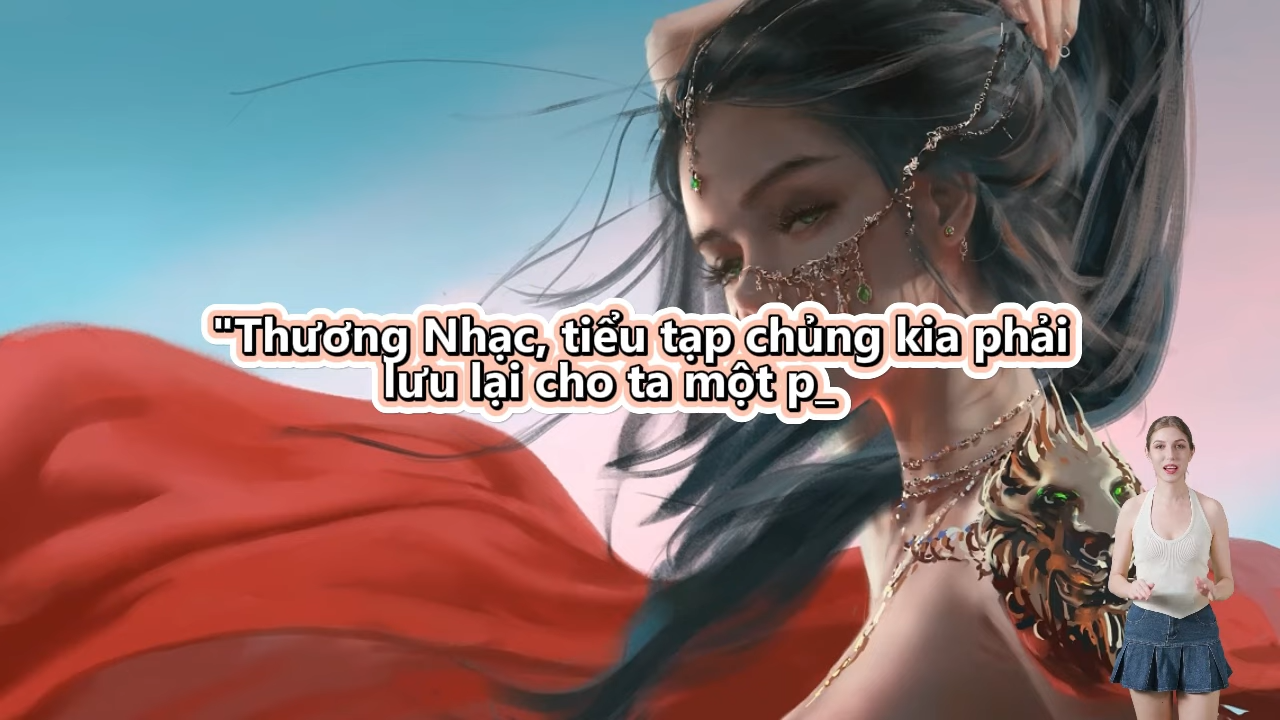 "Thương Nhạc, tiểu tạp chủng kia phải
lưu lại cho ta một p_